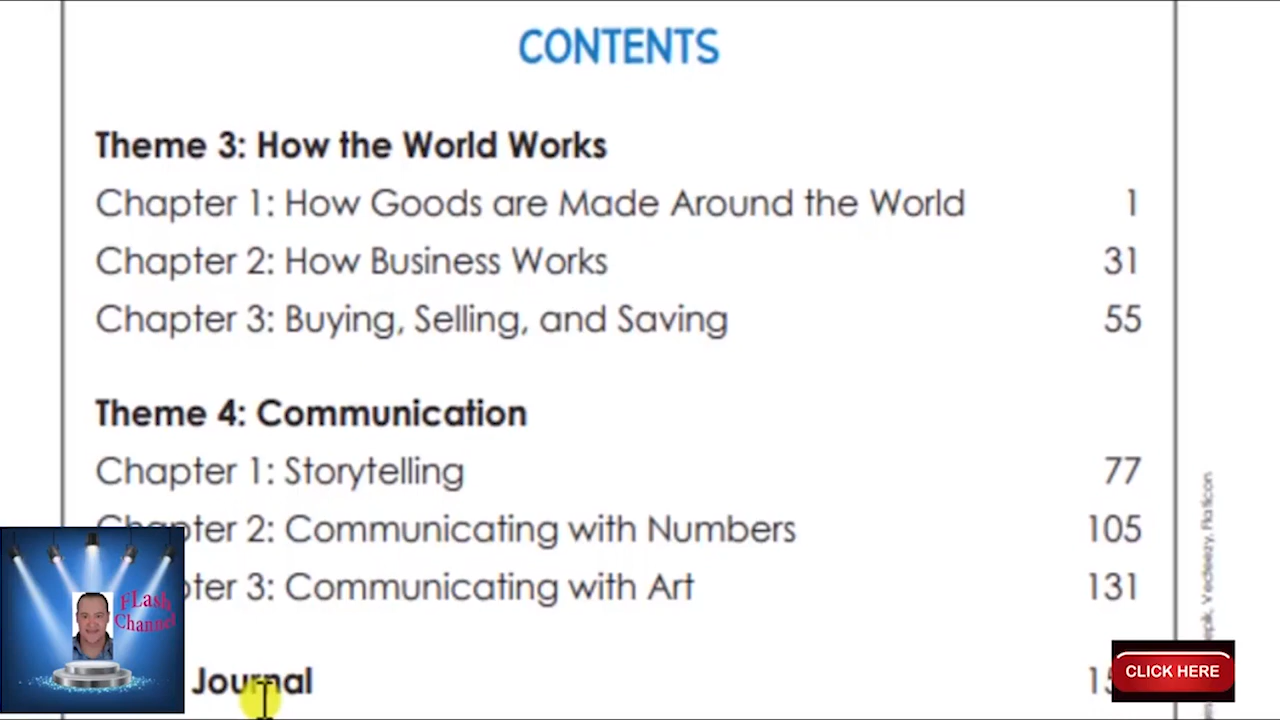 CONTENTS
Theme 3: How the World Works
Chapter 1: How Goods are Made Around the World 1
Chapter 2: How Business Works 31
Chapter 3: Buying, Selling, and Saving 55
Theme 4: Communication
Chapter 1: Storytelling 77
Chapter 2: Communicating with Numbers 105
pter 3: Communicating with Art 131
Journal
FLash
Channel
CLICK HERE
Vecteezy, Flaticon